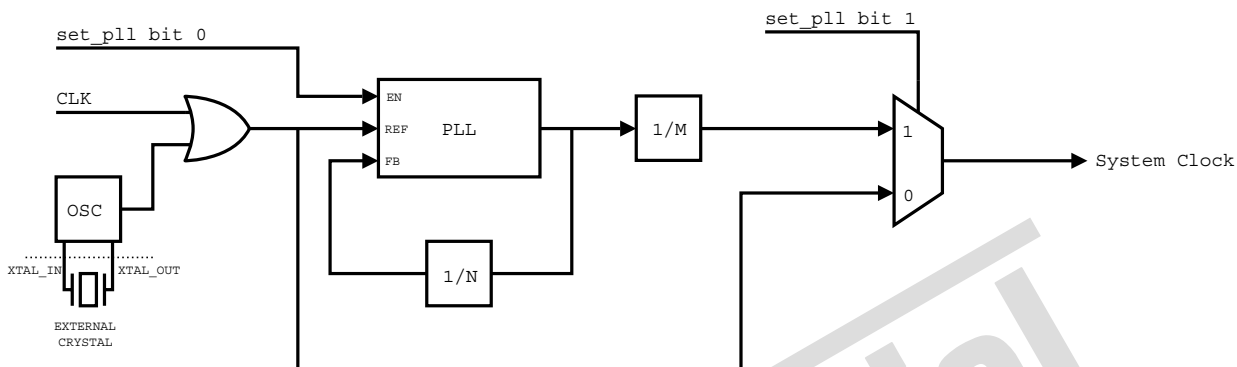 set_pll bit 0
set_pll bit 1
CLK
EN
REF
PLL
FB
1/M
1
0
System Clock
OSC
XTAL_IN
XTAL_OUT
1/N
EXTERNAL
CRYSTAL